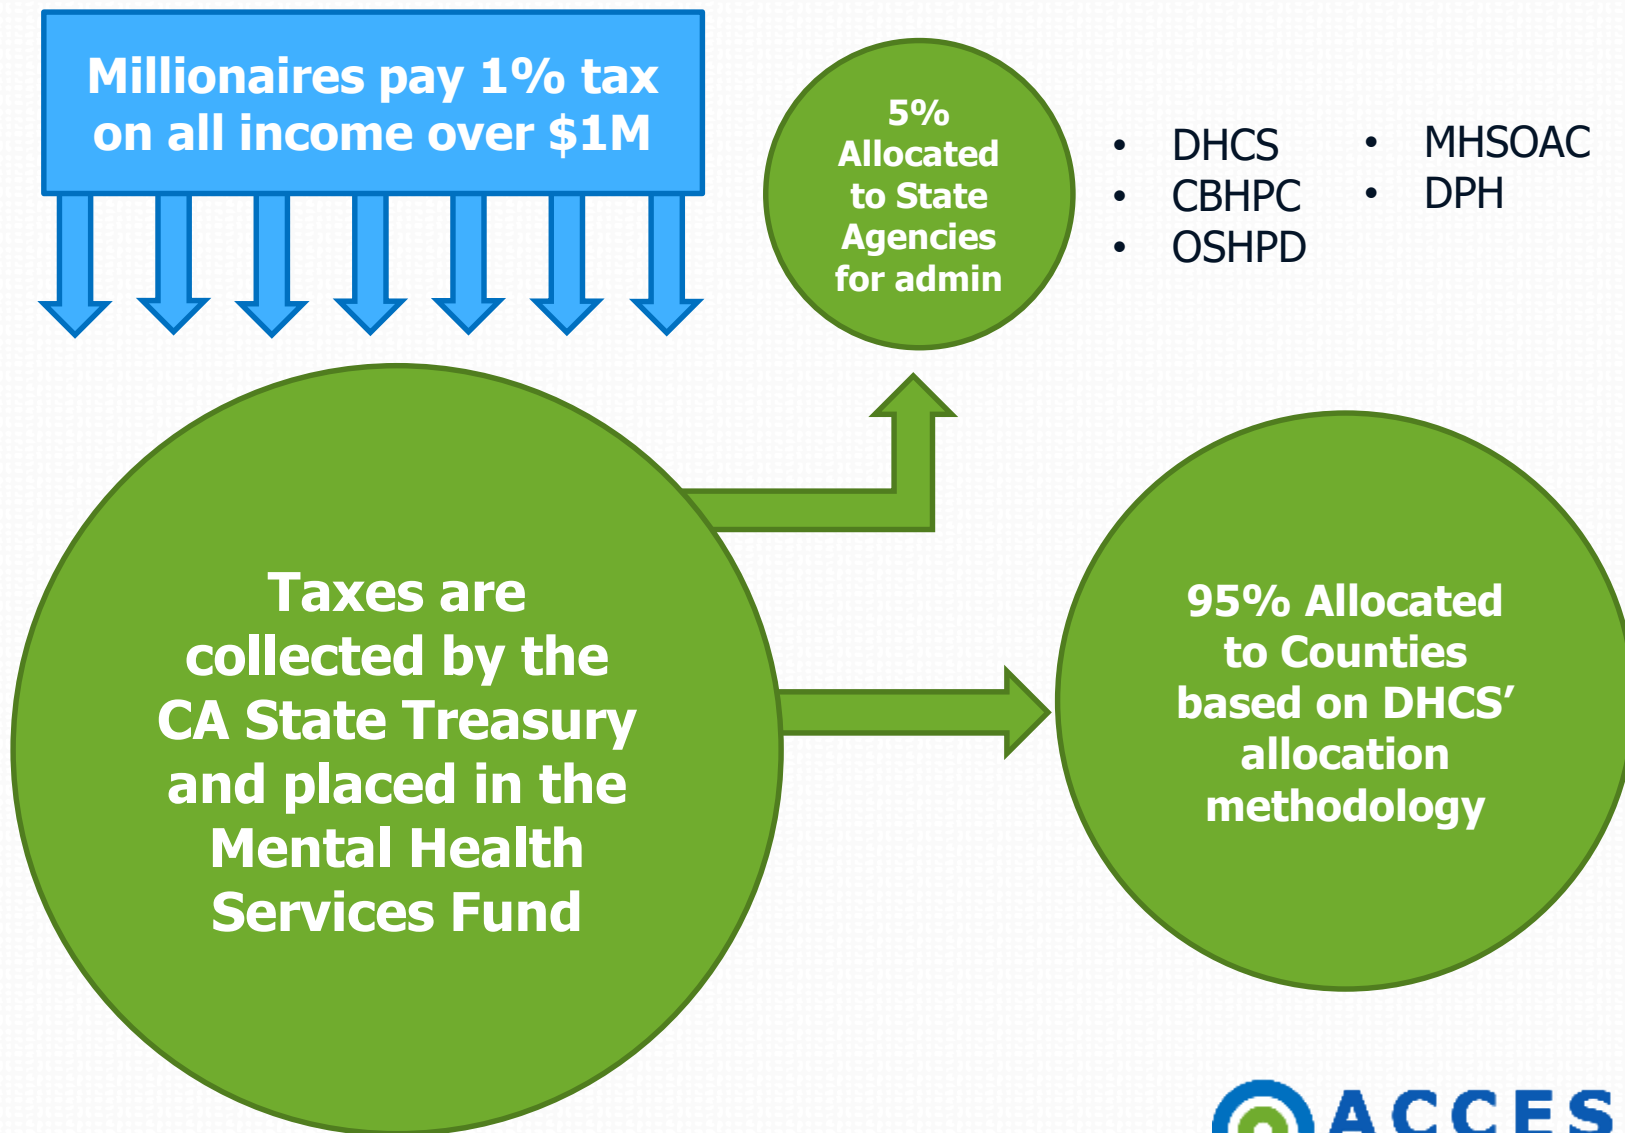 Millionaires pay 1% tax
on all income over $1M
5%
Allocated
to State
Agencies
for admin
• DHCS
• CBHPC
• OSHPD
• MHSOAC
• DPH
Taxes are
collected by the
CA State Treasury
and placed in the
Mental Health
Services Fund
95% Allocated
to Counties
based on DHCS’
allocation
methodology
ACCES